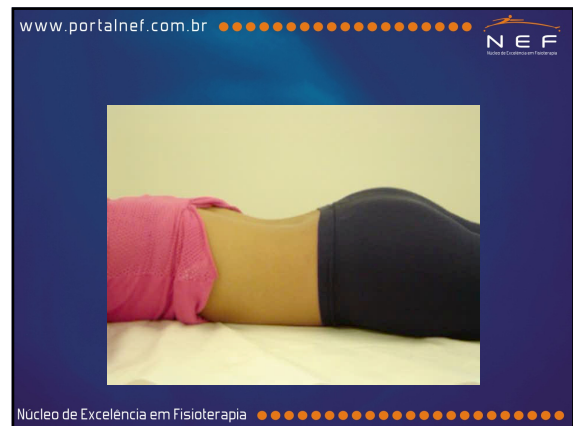 www.portalnef.com.br
NEF
Núcleo de Excelência em Fisioterapia
Núcleo de Excelência em Fisioterapia